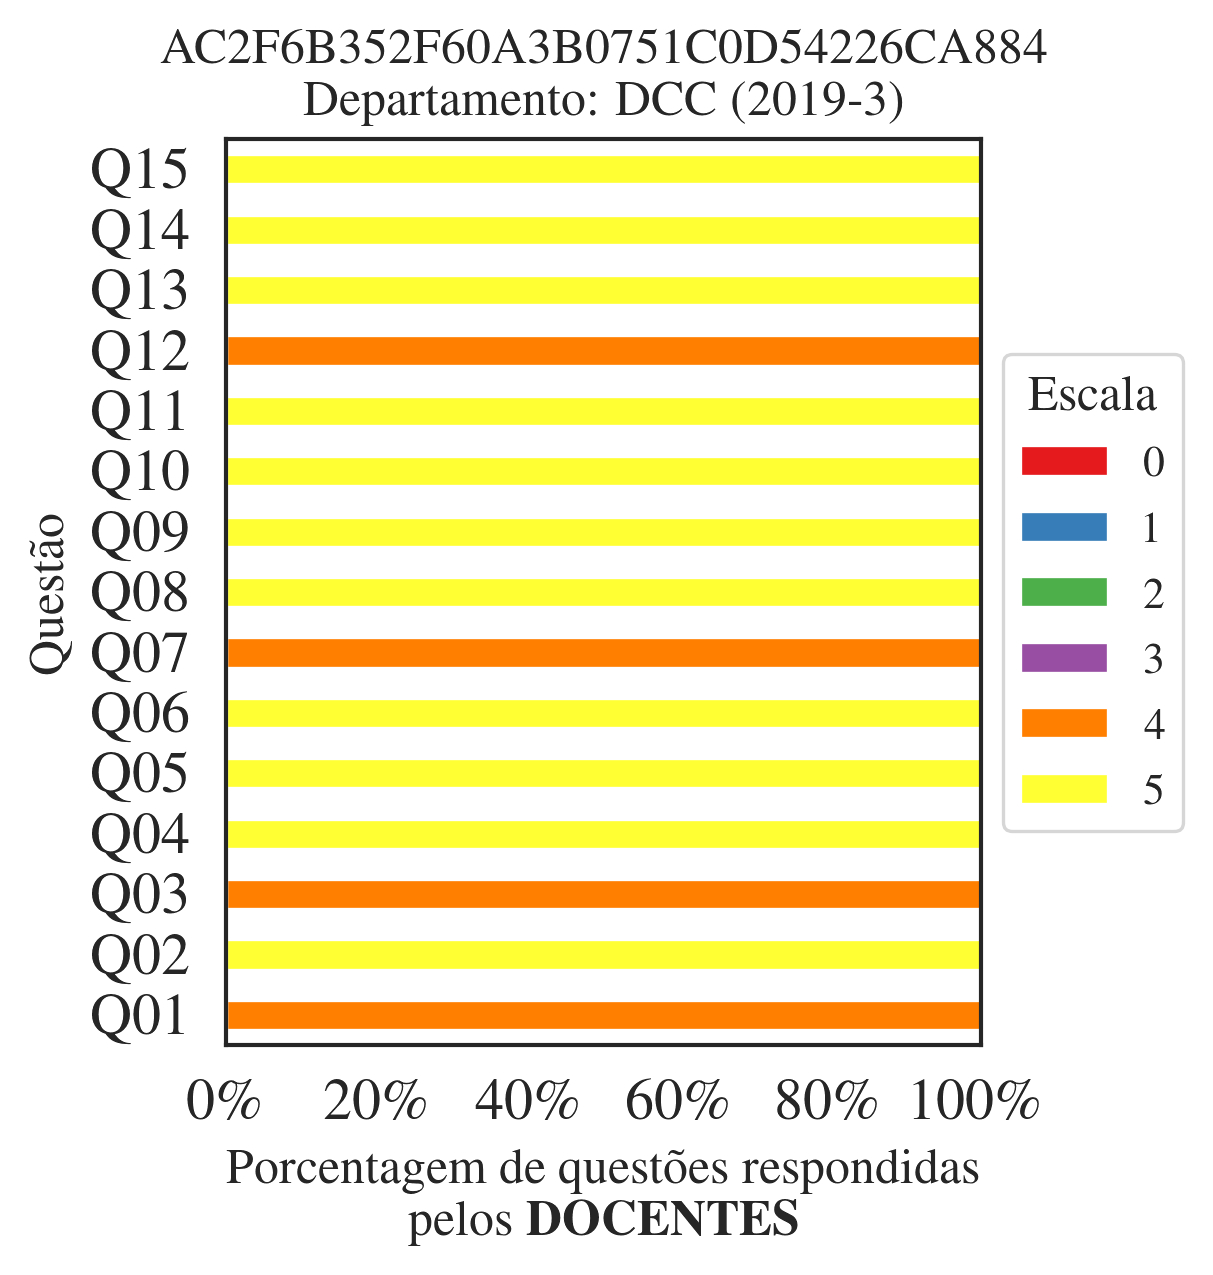 AC2F6B352F60A3B0751C0D54226CA884
Departamento: DCC (2019-3)
Questão
Q15
Q14
Q13
Q12
Q11
Q10
Q09
Q08
Q07
Q06
Q05
Q04
Q03
Q02
Q01
0% 20% 40% 60% 80% 100%
Porcentagem de questões respondidas
pelos DOCENTES
Escala
0
1
2
3
4
5